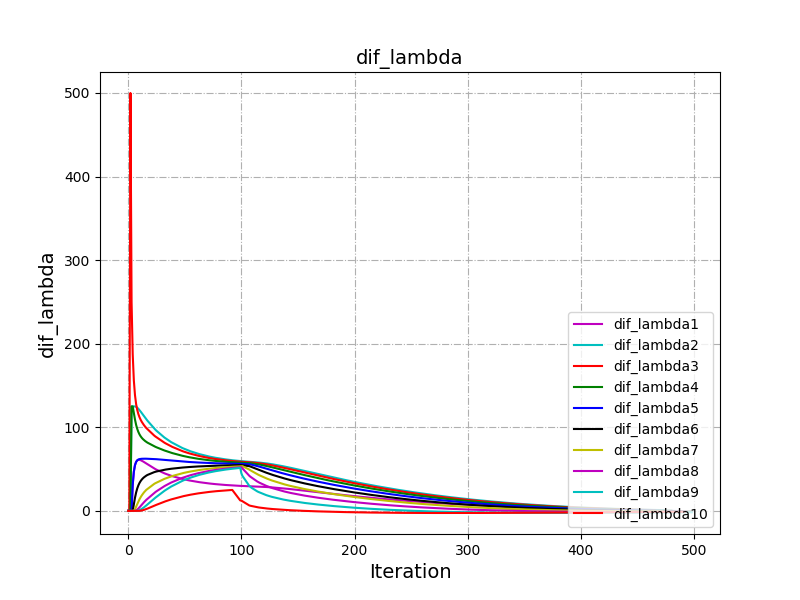 dif_lambda
500
400
300
200
100
0
dif_lambda
dif_lambda1
dif_lambda2
dif_lambda3
dif_lambda4
dif_lambda5
dif_lambda6
dif_lambda7
dif_lambda8
dif_lambda9
dif_lambda10
0 100 200 300 400 500
Iteration